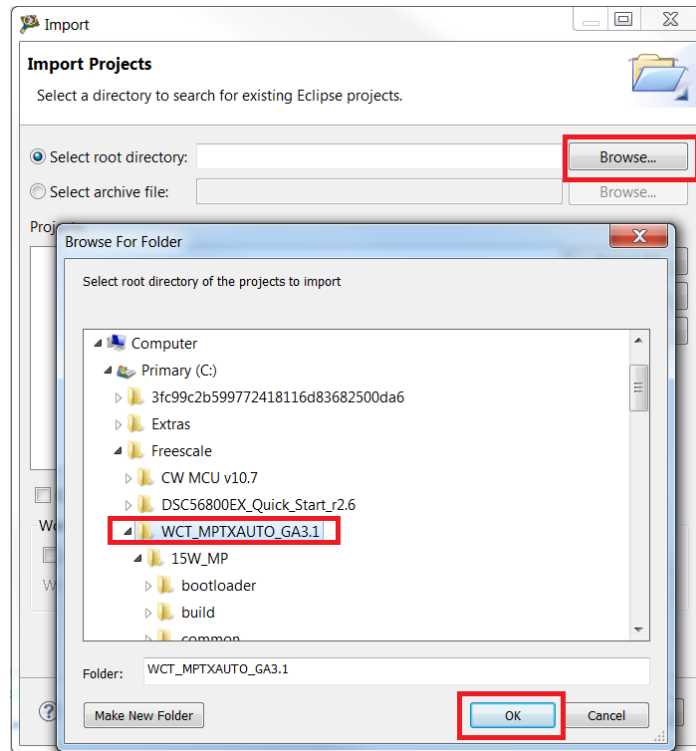 Import
Import Projects
Select a directory to search for existing Eclipse projects.
Select root directory:
Browse...
Select archive file:
Browse...
Proj
Browse For Folder
Select root directory of the projects to import
Computer
Primary (C:)
3fc99c2b599772418116d83682500da6
Extras
Freescale
CW MCU v10.7
DSC56800EX_Quick_Start_r2.6
WCT_MPTXAUTO_GA3.1
15W_MP
bootloader
build
common
Wo
W
Folder:
WCT_MPTXAUTO_GA3.1
Make New Folder
OK
Cancel